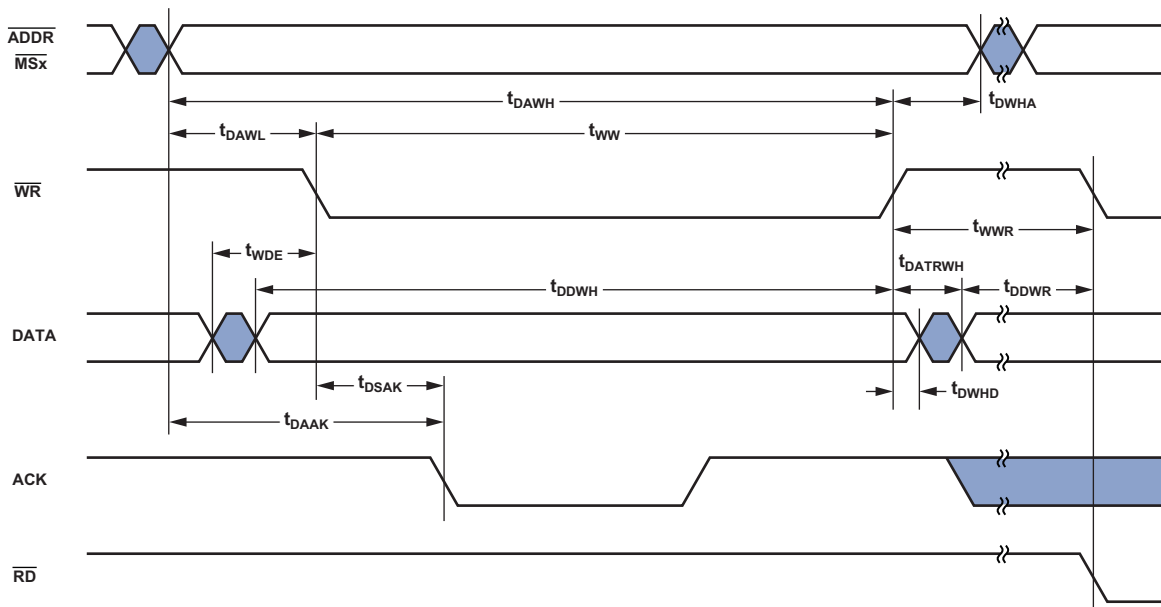 ADDR
MSx
tDAWH
tDWHA
tDAWL
tWW
WR
tWWR
tWDE
tDATRWH
tDDWH
tDDWR
DATA
tDSAK
tDWHD
tDAAK
ACK
RD